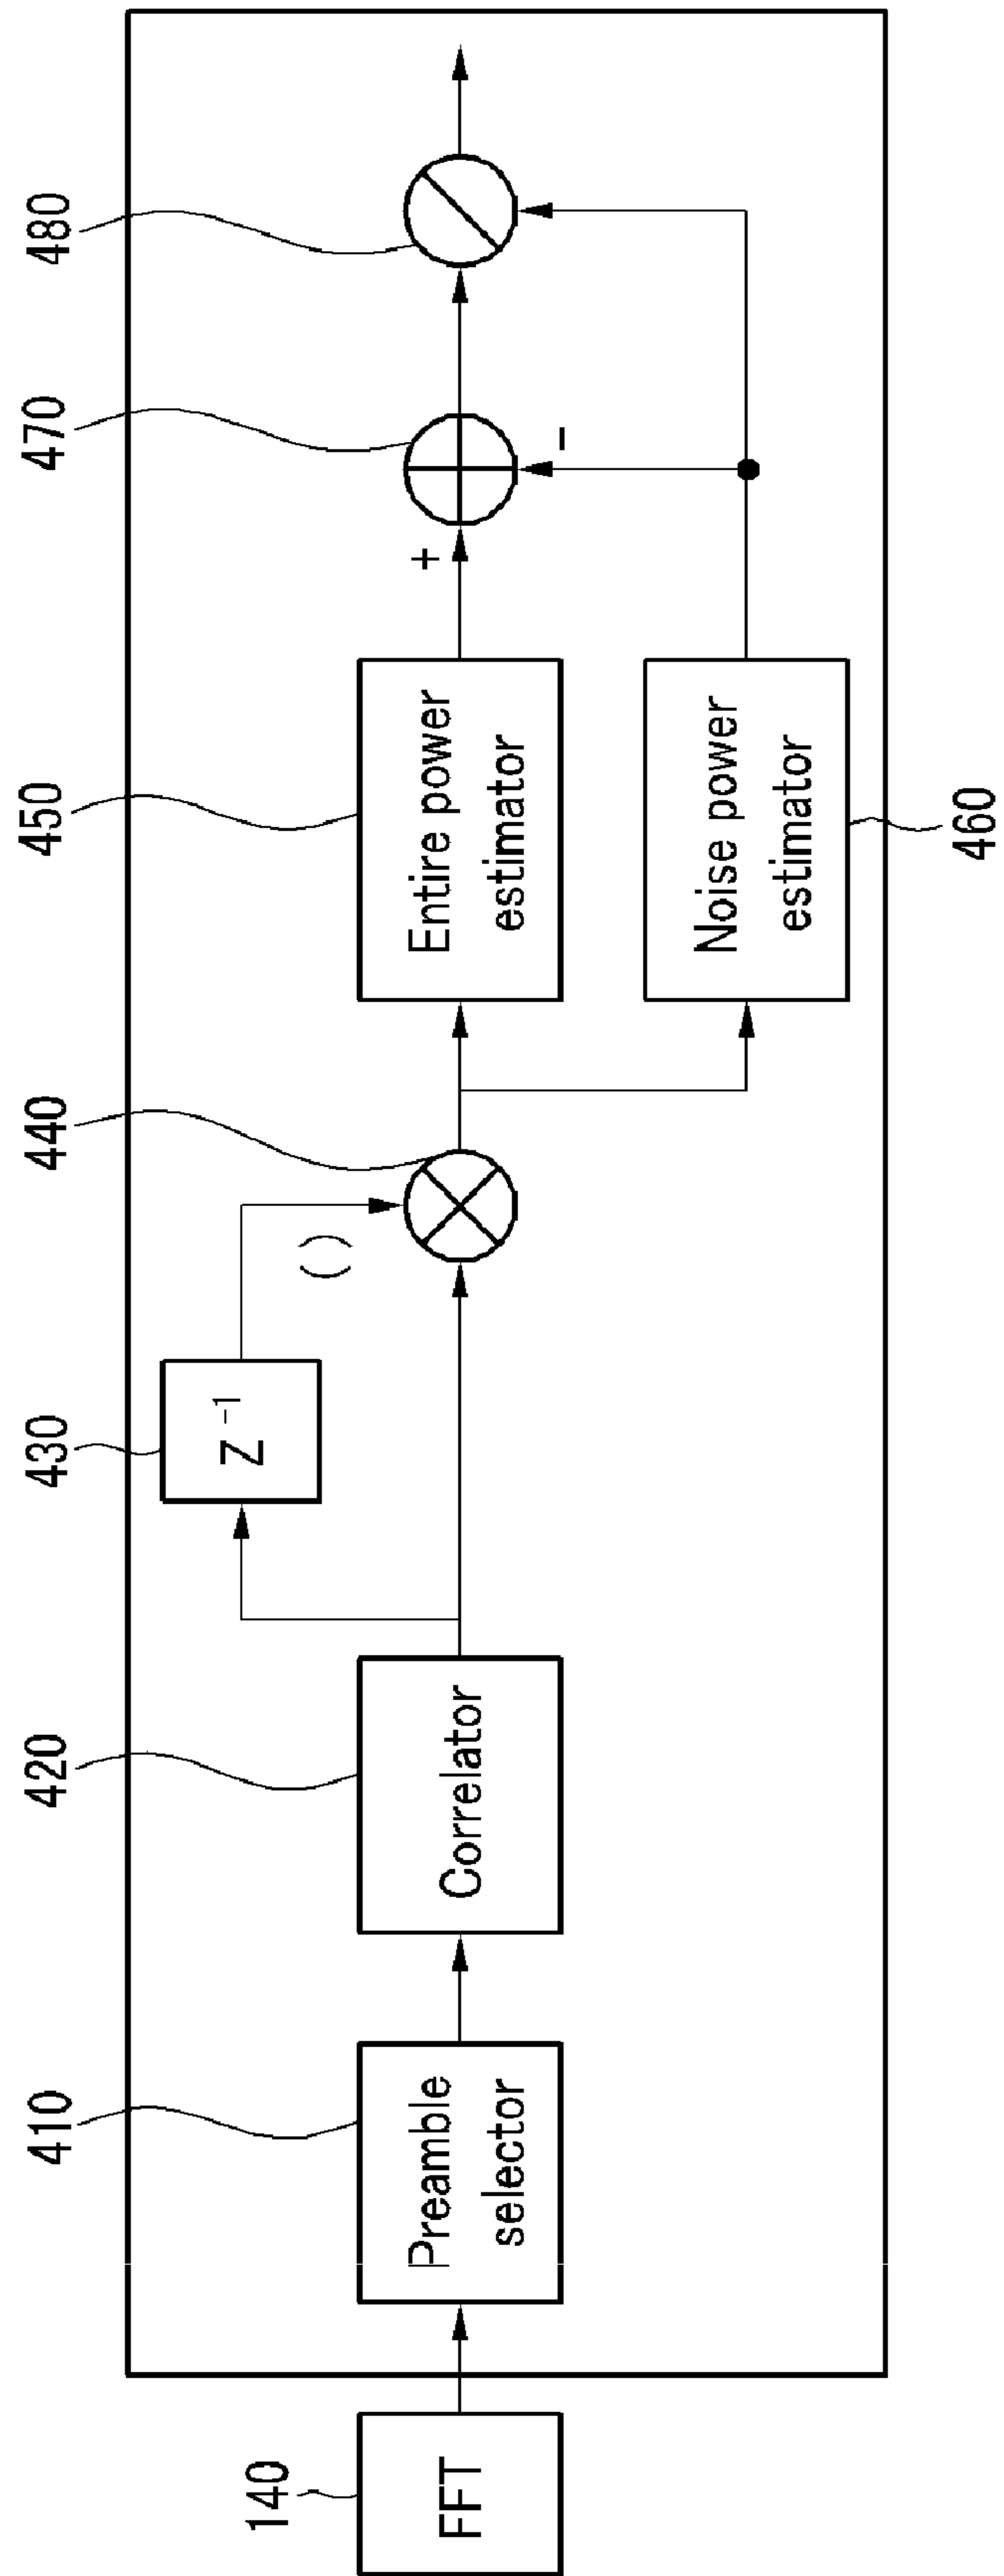 140
FFT
410
Preamble
selector
420
Correlator
430
Z⁻¹
( )
440
450
Entire power
estimator
460
Noise power
estimator
+
-
470
480